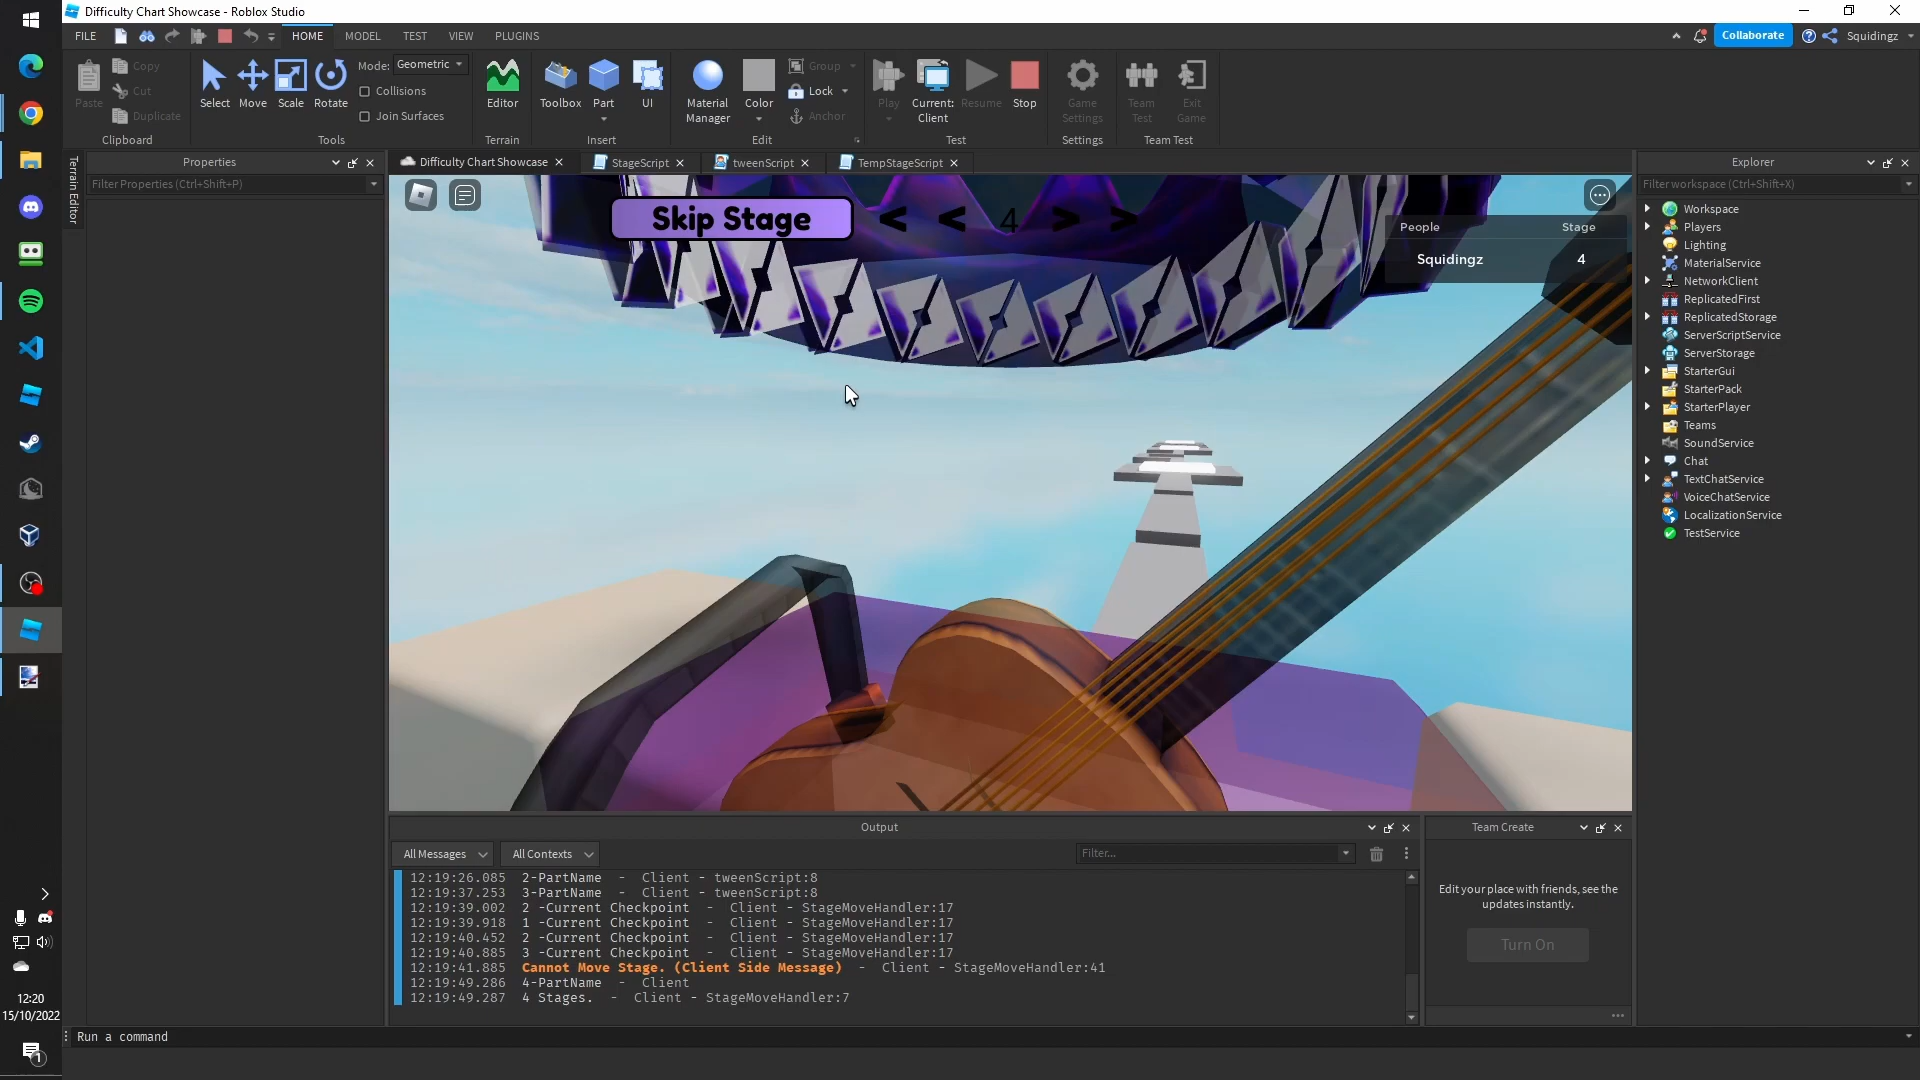 Difficulty Chart Showcase - Roblox Studio
FILE
HOME
MODEL
TEST
VIEW
PLUGINS
Collaborate
Squidingz
Paste
Copy
Cut
Duplicate
Clipboard
Select
Move
Scale
Rotate
Mode: Geometric
Collisions
Join Surfaces
Tools
Editor
Terrain
Toolbox
Part
UI
Insert
Material Manager
Color
Group
Lock
Anchor
Edit
Play
Current: Client
Resume
Stop
Test
Game Settings
Settings
Team Test
Exit Game
Team Test
Terrain Editor
Properties
Filter Properties (Ctrl+Shift+P)
Difficulty Chart Showcase
StageScript
tweenScript
TempStageScript
Skip Stage
< < 4 > >
People Stage
Squidingz 4
Explorer
Filter workspace (Ctrl+Shift+X)
Workspace
Players
Lighting
MaterialService
NetworkClient
ReplicatedFirst
ReplicatedStorage
ServerScriptService
ServerStorage
StarterGui
StarterPack
StarterPlayer
Teams
SoundService
Chat
TextChatService
VoiceChatService
LocalizationService
TestService
Output
All Messages
All Contexts
Filter...
12:19:26.085 2-PartName - Client - tweenScript:8
12:19:37.253 3-PartName - Client - tweenScript:8
12:19:39.002 2 -Current Checkpoint - Client - StageMoveHandler:17
12:19:39.918 1 -Current Checkpoint - Client - StageMoveHandler:17
12:19:40.452 2 -Current Checkpoint - Client - StageMoveHandler:17
12:19:40.885 3 -Current Checkpoint - Client - StageMoveHandler:17
12:19:41.885 Cannot Move Stage. (Client Side Message) - Client - StageMoveHandler:41
12:19:49.286 4-PartName - Client
12:19:49.287 4 Stages. - Client - StageMoveHandler:7
Team Create
Edit your place with friends, see the
updates instantly.
Turn On
Run a command
12:20
15/10/2022
1